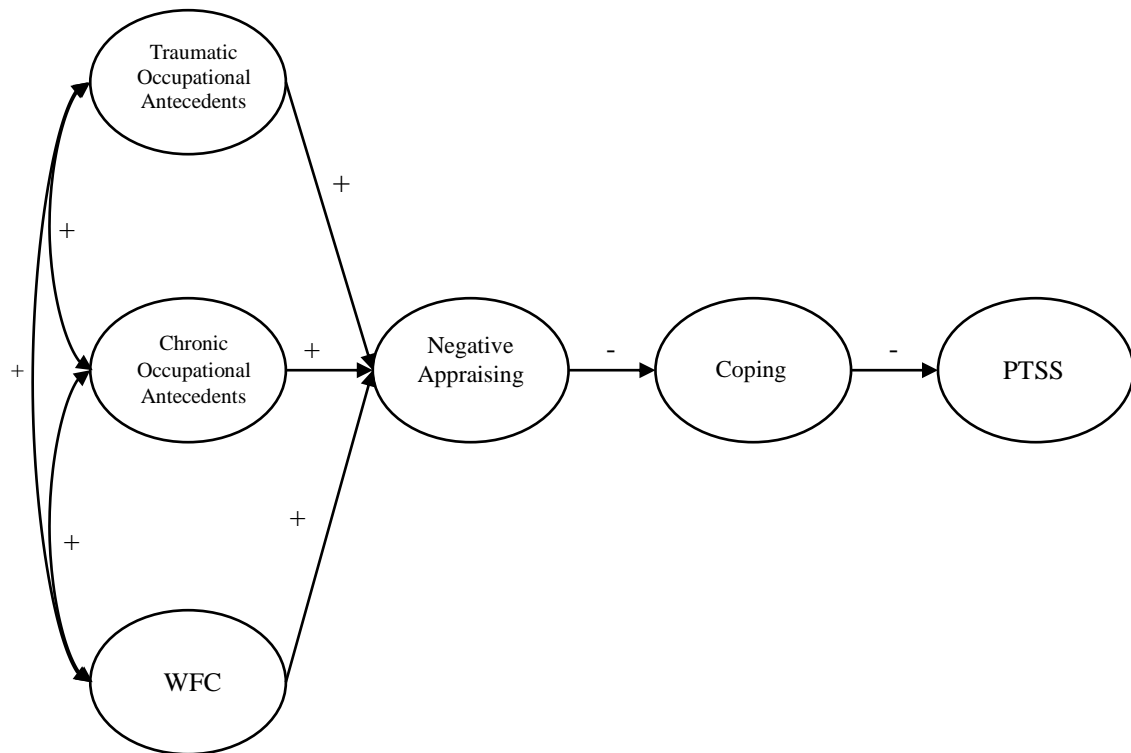 Traumatic
Occupational
Antecedents
+
+
Chronic
Occupational
Antecedents
+
+
Negative
Appraising
-
Coping
-
PTSS
+
+
WFC